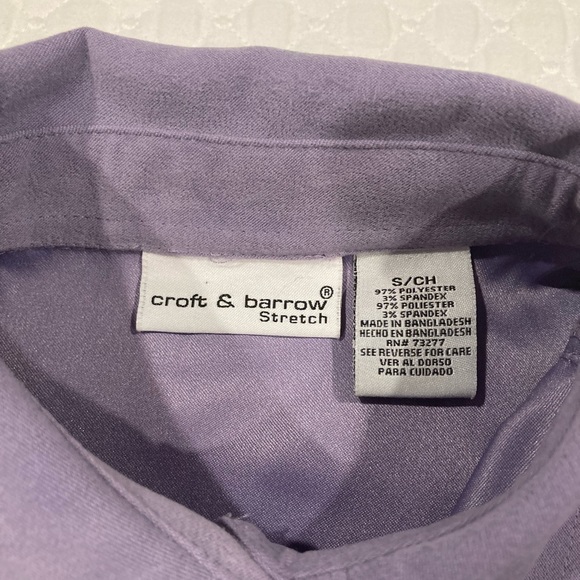 croft & barrow®
Stretch
S/CH
97% POLYESTER
3% SPANDEX
97% POLIESTER
3% SPANDEX
MADE IN BANGLADESH
HECHO EN BANGLADESH
RN# 73277
SEE REVERSE FOR CARE
VER AL DORSO
PARA CUIDADO